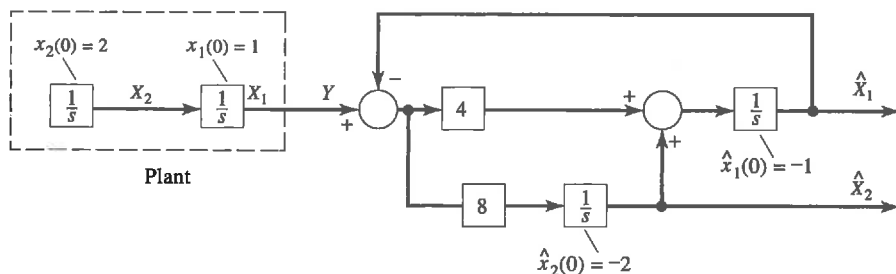 x₂(0) = 2
x₁(0) = 1
1/s
X₂
1/s
X₁
Y
−
+
4
+
+
1/s
X̂₁
x̂₁(0) = −1
Plant
8
1/s
X̂₂
x̂₂(0) = −2